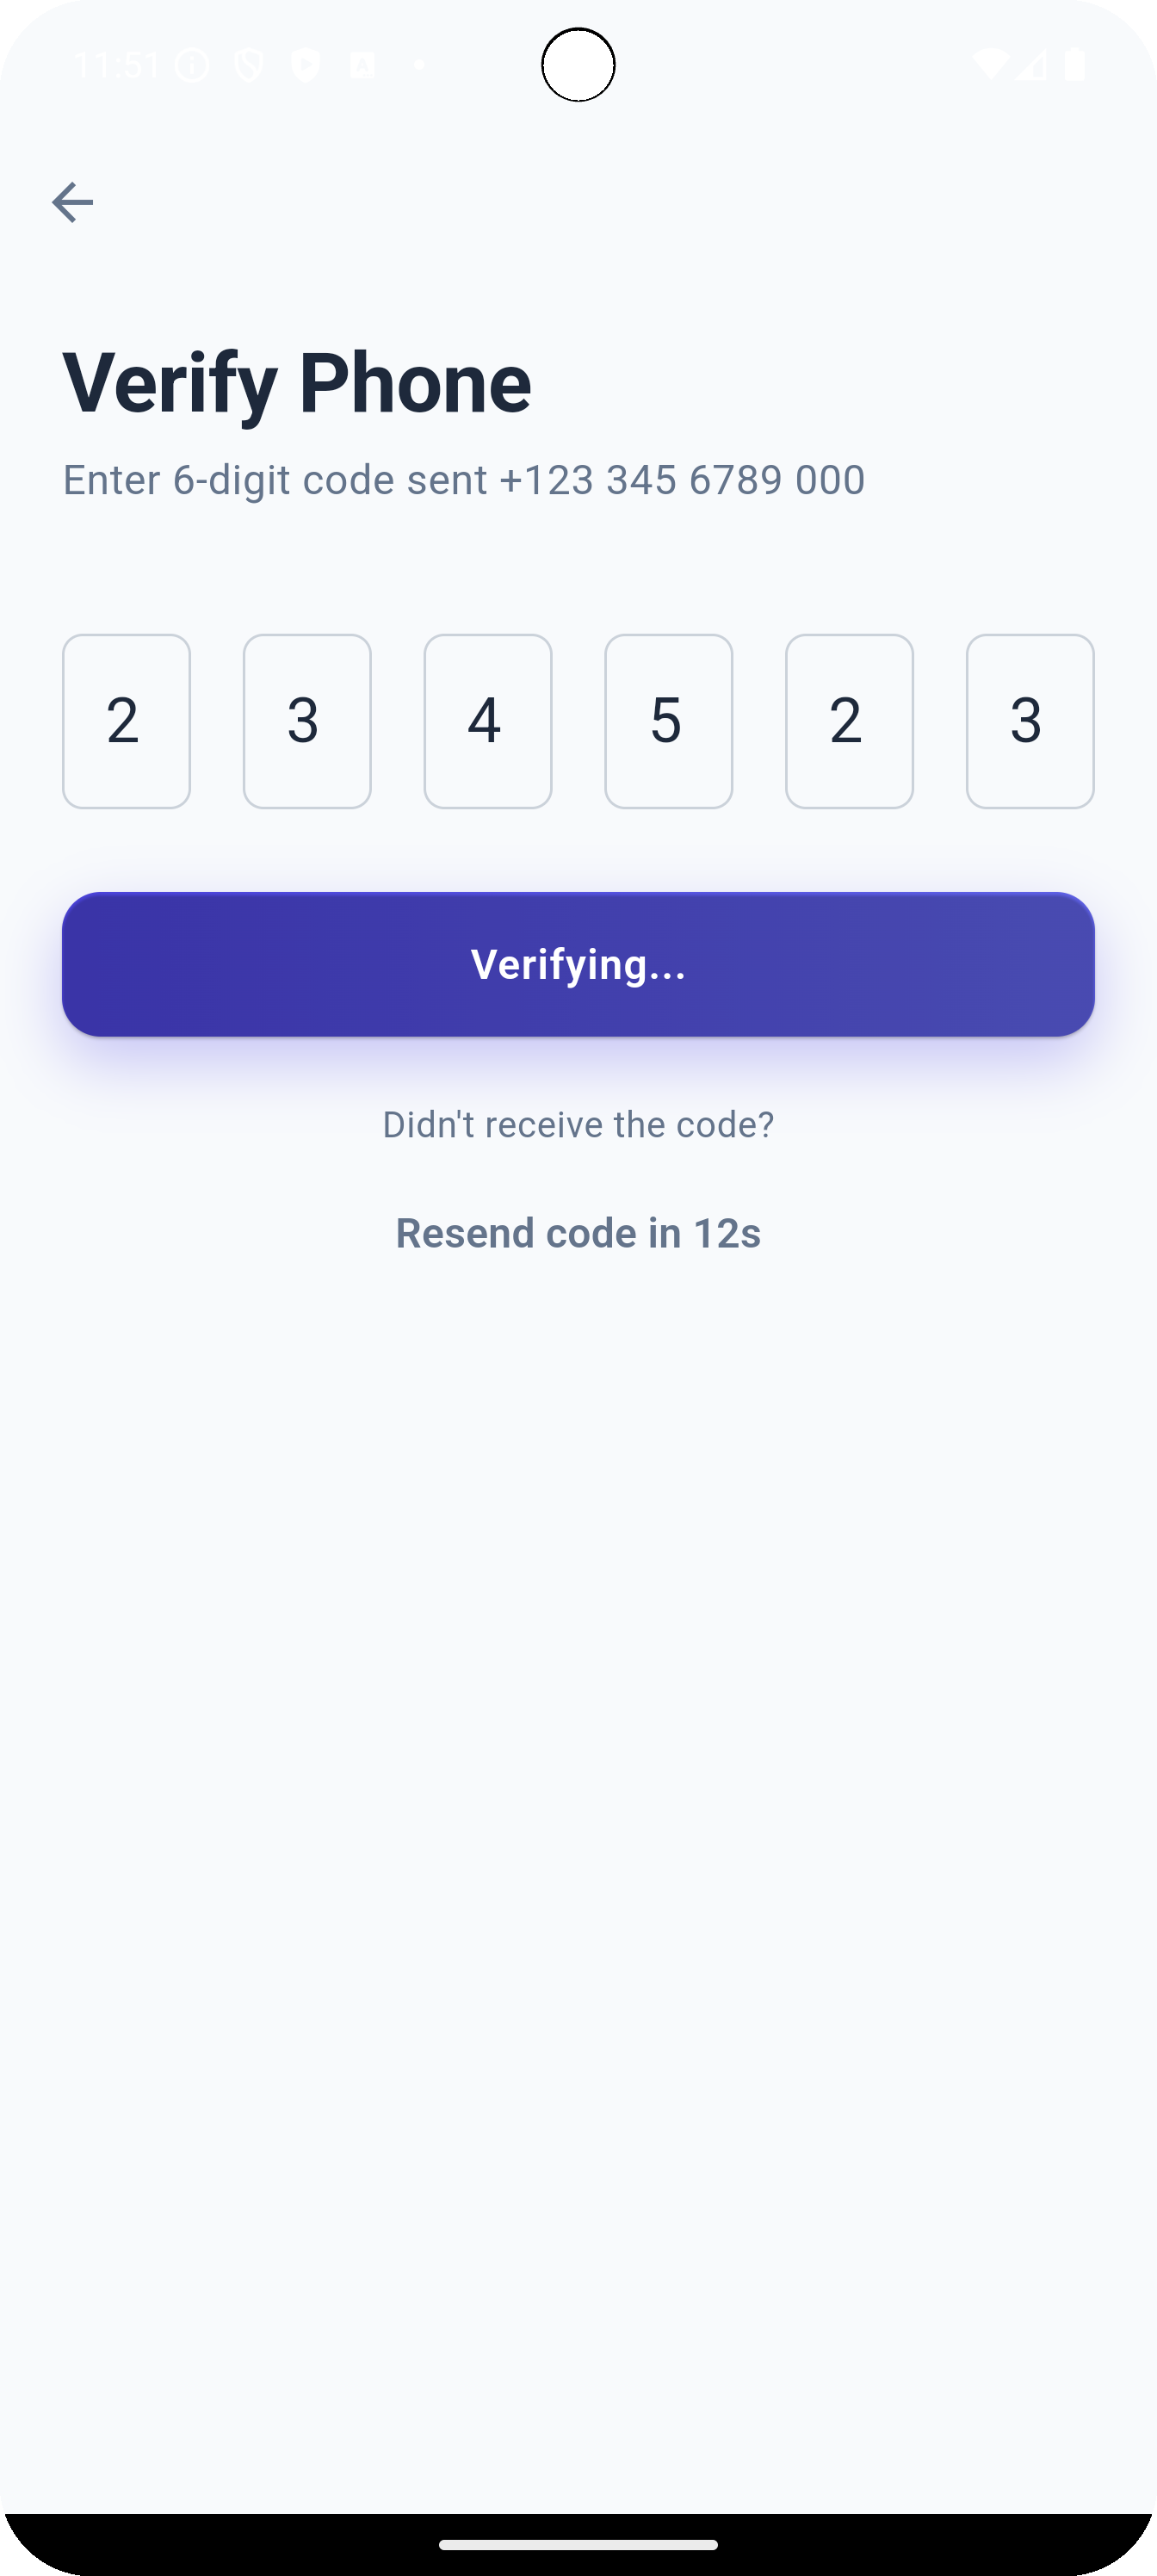 11:51
Verify Phone
Enter 6-digit code sent +123 345 6789 000
2 3 4 5 2 3
Verifying...
Didn't receive the code?
Resend code in 12s